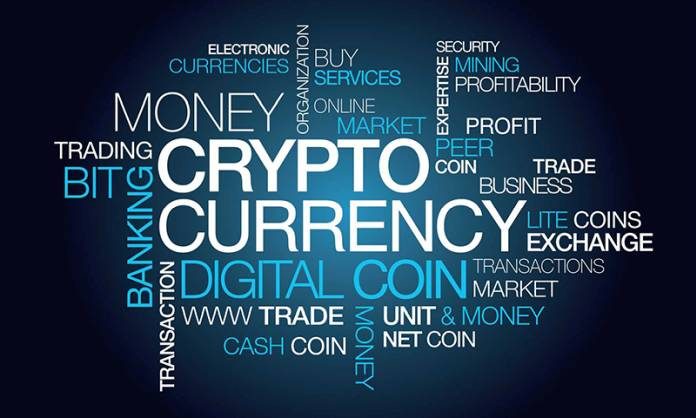 ELECTRONIC
CURRENCIES
ORGANIZATION
BUY
SERVICES
ONLINE
MARKET
SECURITY
MINING
PROFITABILITY
EXPERTISE
MONEY
PROFIT
PEER
COIN
TRADE
BUSINESS
TRADING
BIT
BANKING
CRYPTO
CURRENCY
LITE COINS
EXCHANGE
DIGITAL COIN
TRANSACTIONS
MARKET
TRANSACTION
WWW TRADE
CASH COIN
MONEY
UNIT & MONEY
NET COIN